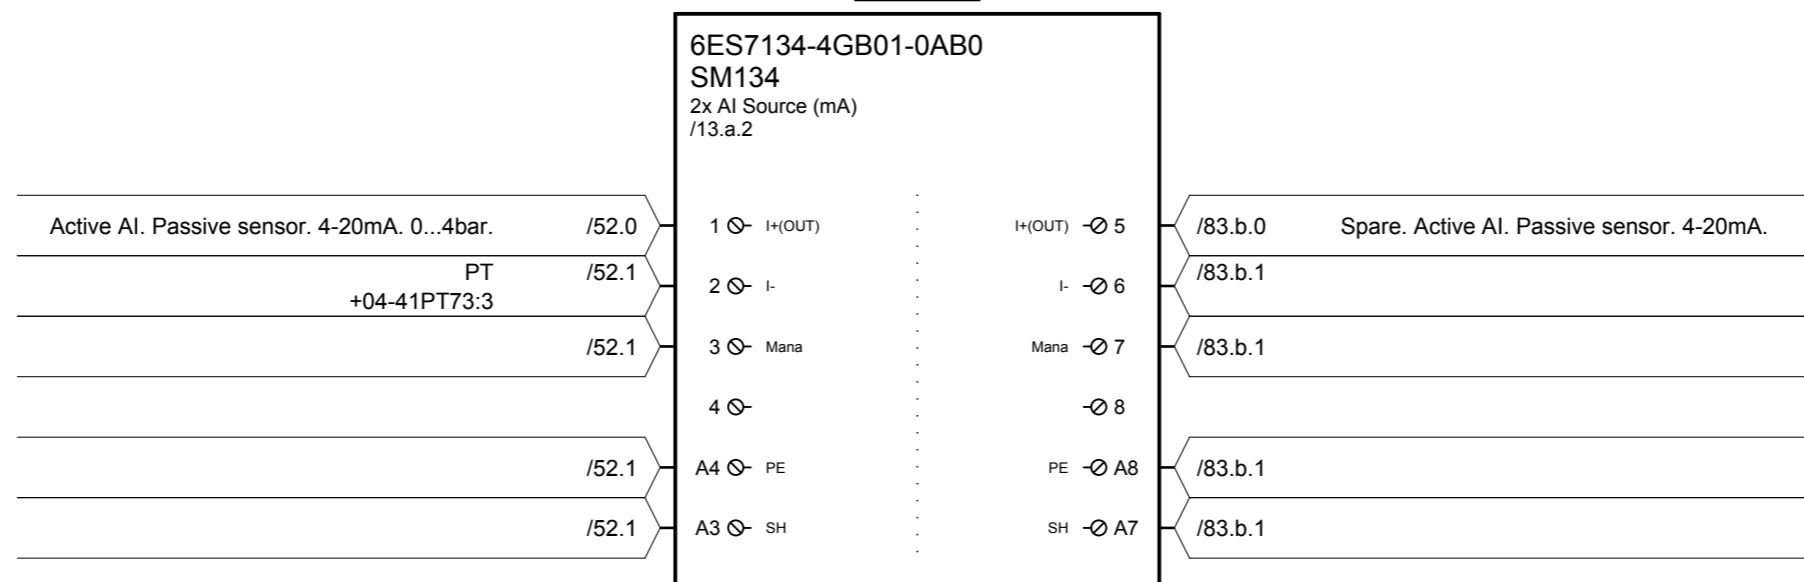 6ES7134-4GB01-0AB0
SM134
2x AI Source (mA)
/13.a.2
Active AI. Passive sensor. 4-20mA. 0...4bar. /52.0 1 I+(OUT) I+(OUT) 5 /83.b.0 Spare. Active AI. Passive sensor. 4-20mA.
PT /52.1 /83.b.1
2 I- I- 6
+04-41PT73:3
/52.1 3 Mana Mana 7 /83.b.1
4 8
/52.1 A4 PE PE A8 /83.b.1
/52.1 A3 SH SH A7 /83.b.1